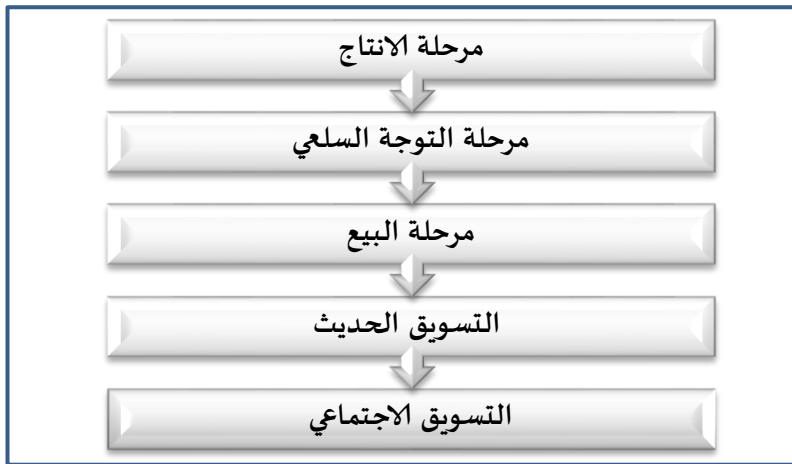 مرحلة الانتاج
مرحلة التوجة السلعي
مرحلة البيع
التسويق الحديث
التسويق الاجتماعي